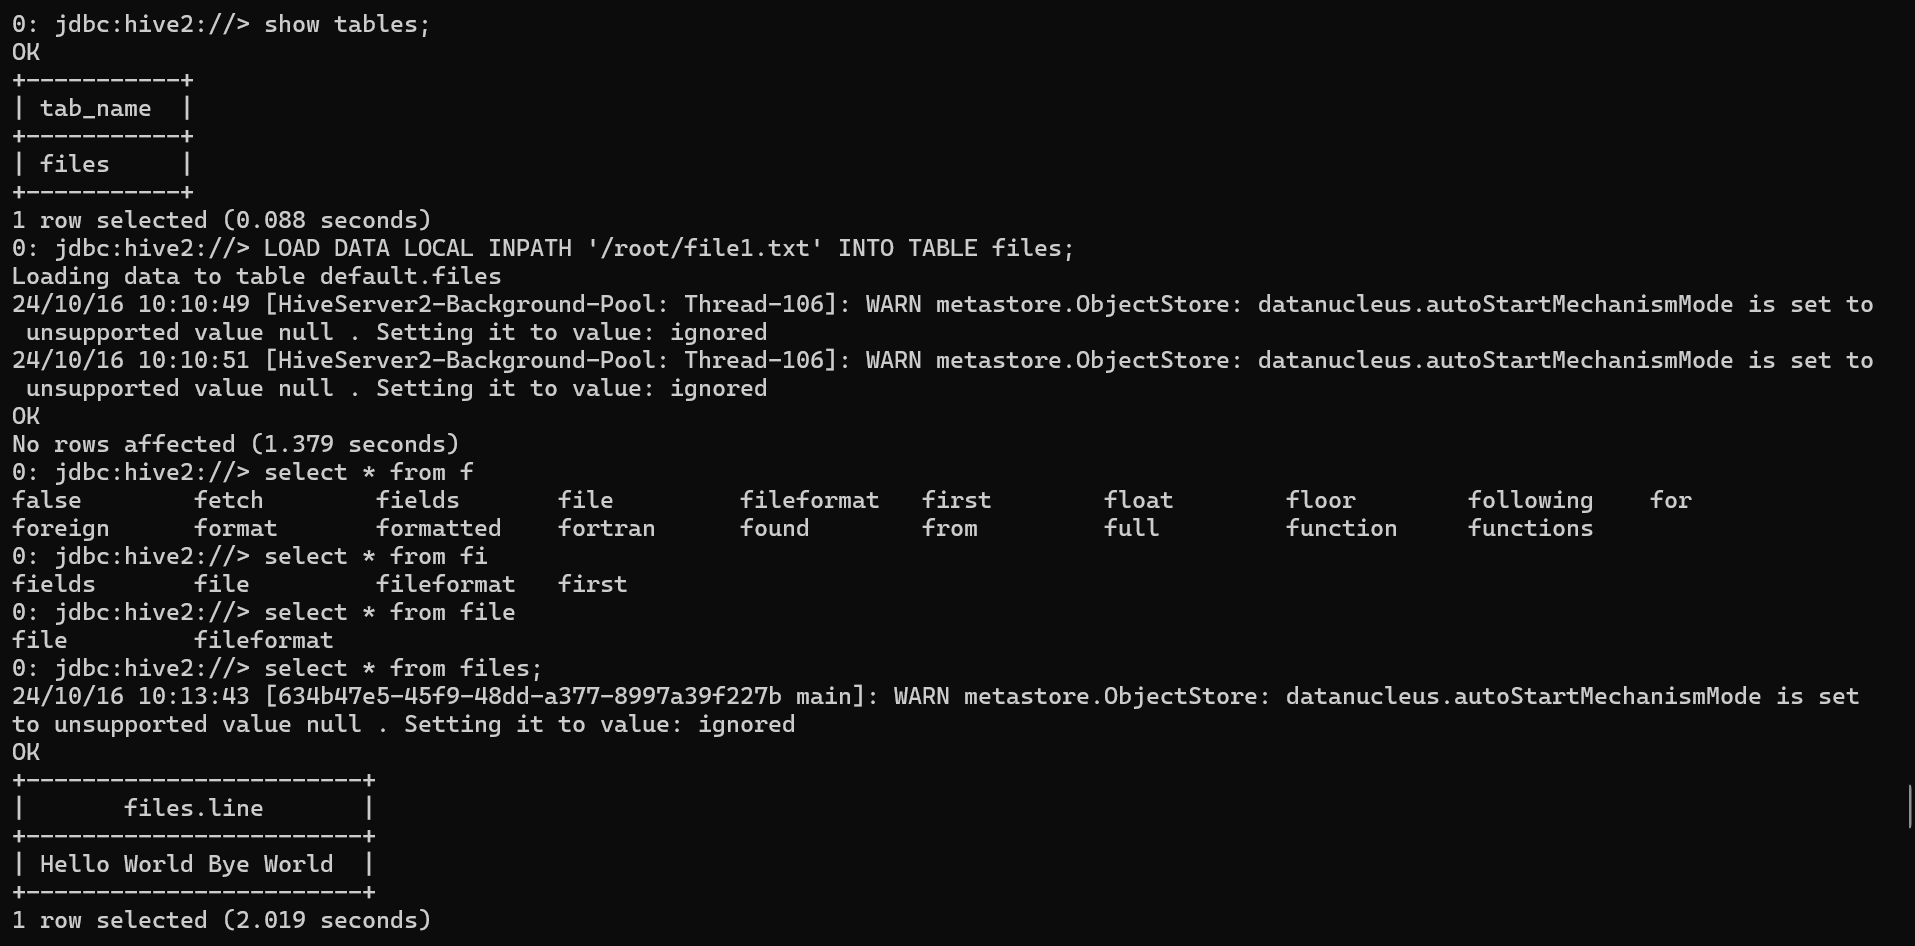 0: jdbc:hive2://> show tables;
OK
+-----------+
| tab_name  |
+-----------+
| files     |
+-----------+
1 row selected (0.088 seconds)
0: jdbc:hive2://> LOAD DATA LOCAL INPATH '/root/file1.txt' INTO TABLE files;
Loading data to table default.files
24/10/16 10:10:49 [HiveServer2-Background-Pool: Thread-106]: WARN metastore.ObjectStore: datanucleus.autoStartMechanismMode is set to
 unsupported value null . Setting it to value: ignored
24/10/16 10:10:51 [HiveServer2-Background-Pool: Thread-106]: WARN metastore.ObjectStore: datanucleus.autoStartMechanismMode is set to
 unsupported value null . Setting it to value: ignored
OK
No rows affected (1.379 seconds)
0: jdbc:hive2://> select * from f
false        fetch        fields       file         fileformat   first        float        floor        following    for
foreign      format       formatted    fortran      found        from         full         function     functions
0: jdbc:hive2://> select * from fi
fields       file         fileformat   first
0: jdbc:hive2://> select * from file
file         fileformat
0: jdbc:hive2://> select * from files;
24/10/16 10:13:43 [634b47e5-45f9-48dd-a377-8997a39f227b main]: WARN metastore.ObjectStore: datanucleus.autoStartMechanismMode is set
to unsupported value null . Setting it to value: ignored
OK
+------------------------+
|       files.line       |
+------------------------+
| Hello World Bye World  |
+------------------------+
1 row selected (2.019 seconds)